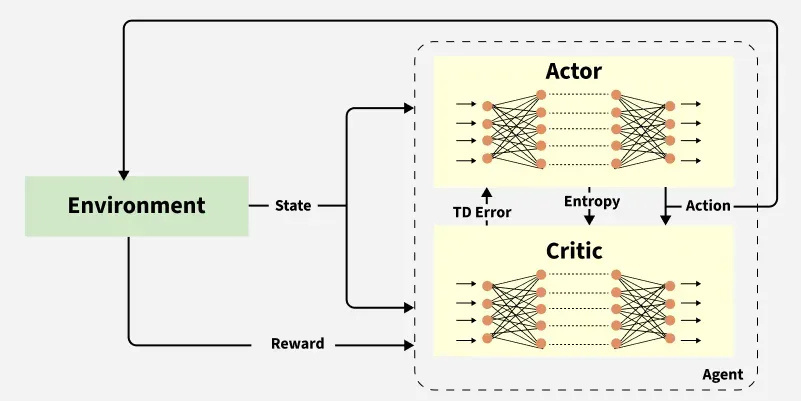 Actor
Environment
State
TD Error
Entropy
Action
Critic
Reward
Agent